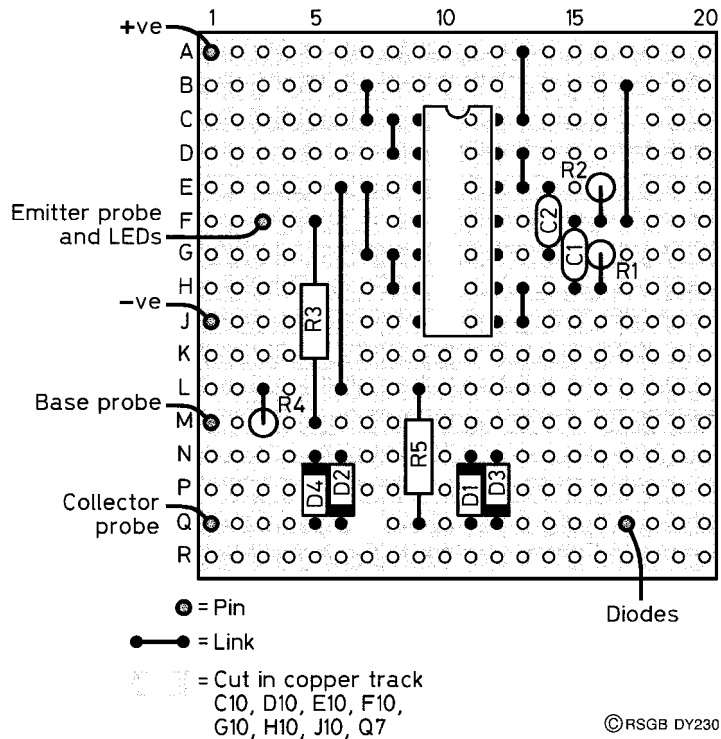 1 5 10 15 20
+ve
A
B
C
D
E
R2
Emitter probe
and LEDs
F
C2
C1
G
R1
H
-ve
J
R3
K
L
Base probe
M
R4
R5
N
P
D4 D2 D1 D3
Collector
probe
Q
R
= Pin
Diodes
= Link
= Cut in copper track
C10, D10, E10, F10,
G10, H10, J10, Q7
©RSGB DY230